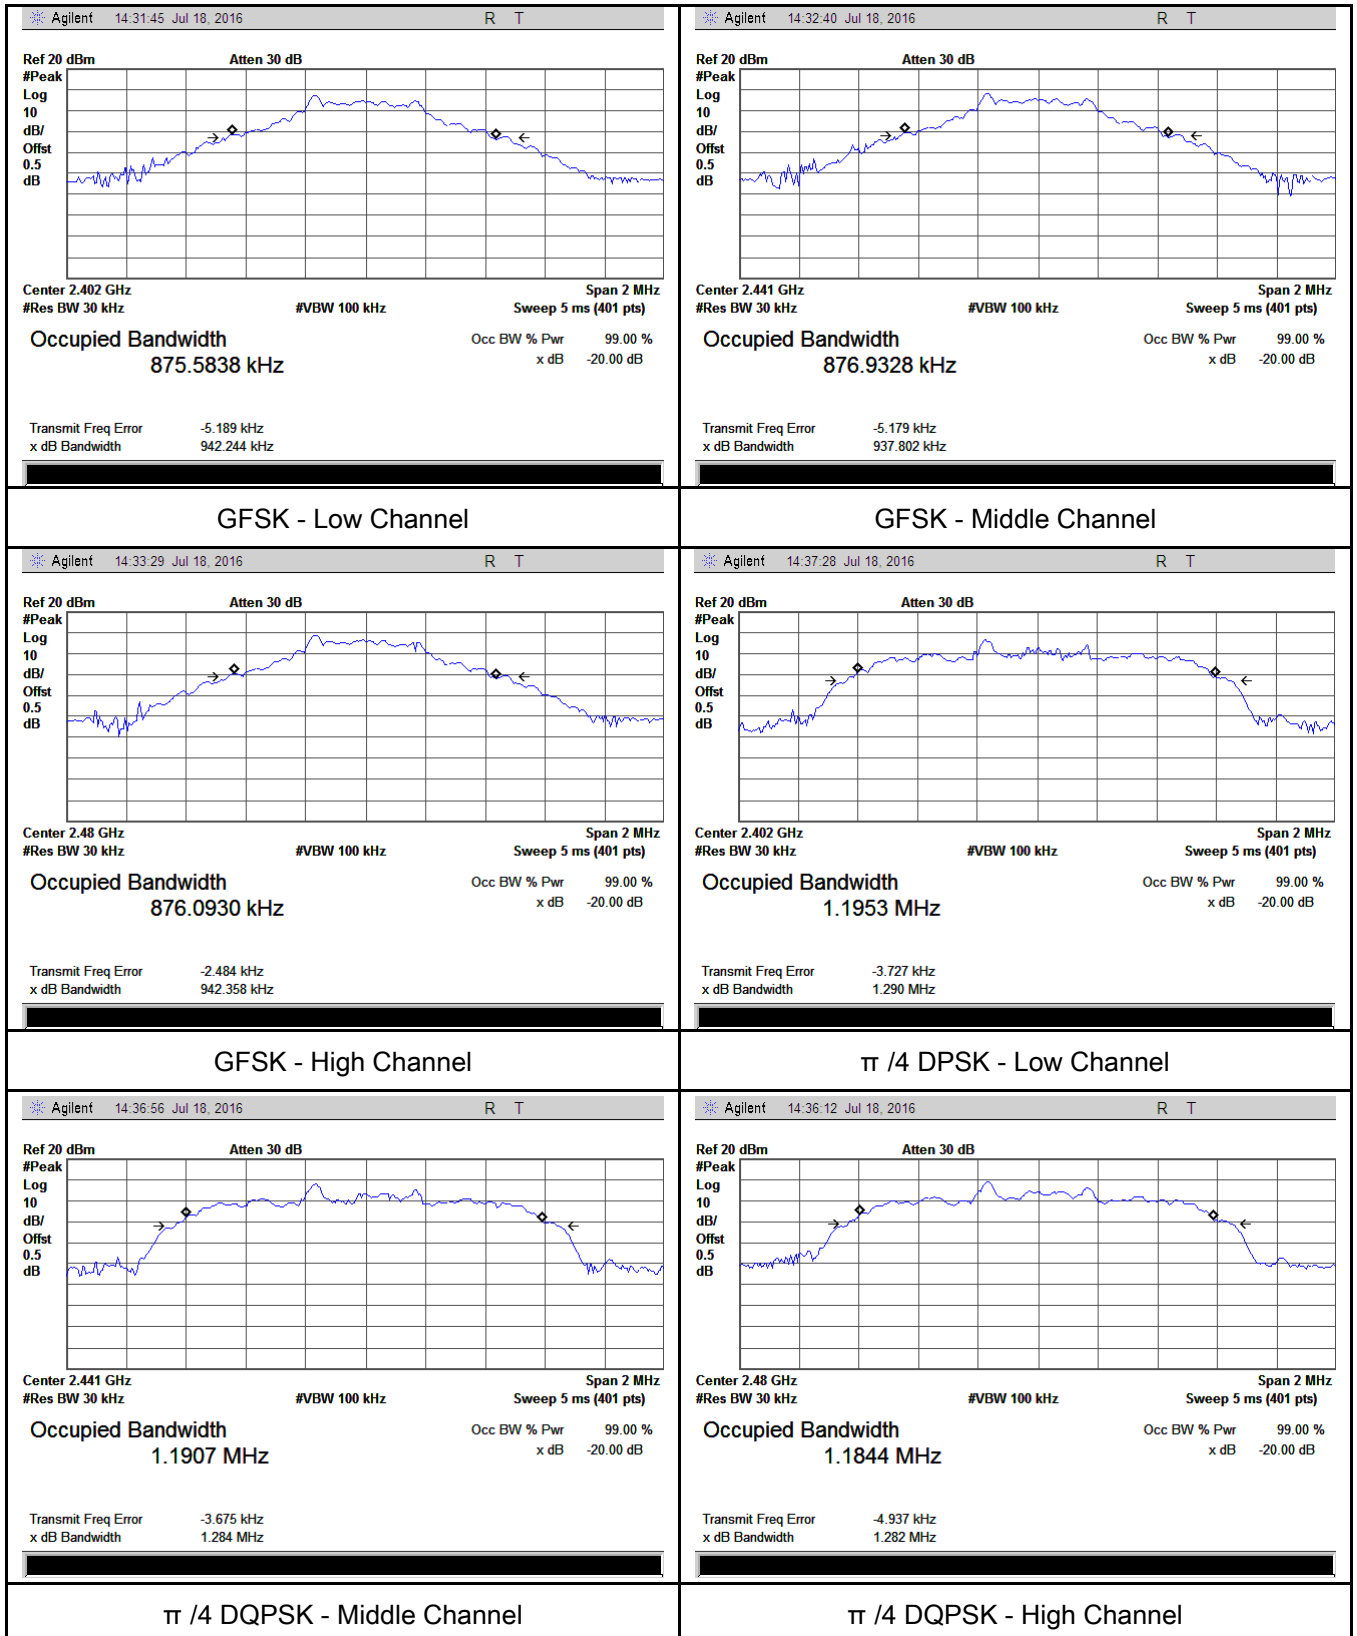 Agilent 14:31:45 Jul 18, 2016 R T
Ref 20 dBm Atten 30 dB
#Peak
Log
10
dB/
Offst
0.5
dB
Center 2.402 GHz Span 2 MHz
#Res BW 30 kHz #VBW 100 kHz Sweep 5 ms (401 pts)
Occupied Bandwidth Occ BW % Pwr 99.00 %
875.5838 kHz x dB -20.00 dB
Transmit Freq Error -5.189 kHz
x dB Bandwidth 942.244 kHz
GFSK - Low Channel
Agilent 14:32:40 Jul 18, 2016 R T
Ref 20 dBm Atten 30 dB
#Peak
Log
10
dB/
Offst
0.5
dB
Center 2.441 GHz Span 2 MHz
#Res BW 30 kHz #VBW 100 kHz Sweep 5 ms (401 pts)
Occupied Bandwidth Occ BW % Pwr 99.00 %
876.9328 kHz x dB -20.00 dB
Transmit Freq Error -5.179 kHz
x dB Bandwidth 937.802 kHz
GFSK - Middle Channel
Agilent 14:33:29 Jul 18, 2016 R T
Ref 20 dBm Atten 30 dB
#Peak
Log
10
dB/
Offst
0.5
dB
Center 2.48 GHz Span 2 MHz
#Res BW 30 kHz #VBW 100 kHz Sweep 5 ms (401 pts)
Occupied Bandwidth Occ BW % Pwr 99.00 %
876.0930 kHz x dB -20.00 dB
Transmit Freq Error -2.484 kHz
x dB Bandwidth 942.358 kHz
GFSK - High Channel
Agilent 14:37:28 Jul 18, 2016 R T
Ref 20 dBm Atten 30 dB
#Peak
Log
10
dB/
Offst
0.5
dB
Center 2.402 GHz Span 2 MHz
#Res BW 30 kHz #VBW 100 kHz Sweep 5 ms (401 pts)
Occupied Bandwidth Occ BW % Pwr 99.00 %
1.1953 MHz x dB -20.00 dB
Transmit Freq Error -3.727 kHz
x dB Bandwidth 1.290 MHz
π /4 DPSK - Low Channel
Agilent 14:36:56 Jul 18, 2016 R T
Ref 20 dBm Atten 30 dB
#Peak
Log
10
dB/
Offst
0.5
dB
Center 2.441 GHz Span 2 MHz
#Res BW 30 kHz #VBW 100 kHz Sweep 5 ms (401 pts)
Occupied Bandwidth Occ BW % Pwr 99.00 %
1.1907 MHz x dB -20.00 dB
Transmit Freq Error -3.675 kHz
x dB Bandwidth 1.284 MHz
π /4 DQPSK - Middle Channel
Agilent 14:36:12 Jul 18, 2016 R T
Ref 20 dBm Atten 30 dB
#Peak
Log
10
dB/
Offst
0.5
dB
Center 2.48 GHz Span 2 MHz
#Res BW 30 kHz #VBW 100 kHz Sweep 5 ms (401 pts)
Occupied Bandwidth Occ BW % Pwr 99.00 %
1.1844 MHz x dB -20.00 dB
Transmit Freq Error -4.937 kHz
x dB Bandwidth 1.282 MHz
π /4 DQPSK - High Channel